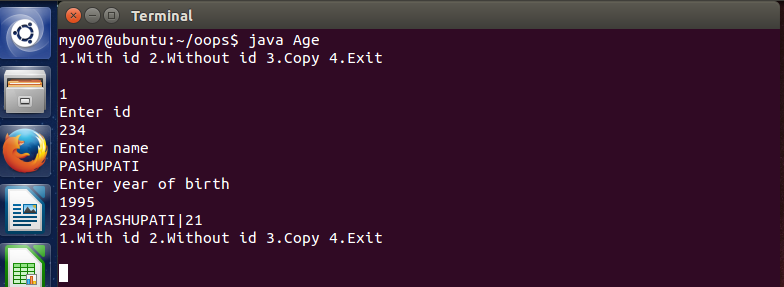 Terminal
my007@ubuntu:~/oops$ java Age
1.With id 2.Without id 3.Copy 4.Exit
1
Enter id
234
Enter name
PASHUPATI
Enter year of birth
1995
234|PASHUPATI|21
1.With id 2.Without id 3.Copy 4.Exit